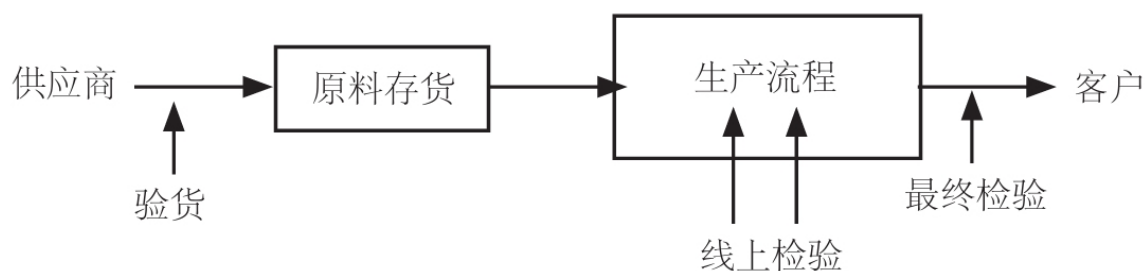 供应商
原料存货
生产流程
客户
验货
最终检验
线上检验